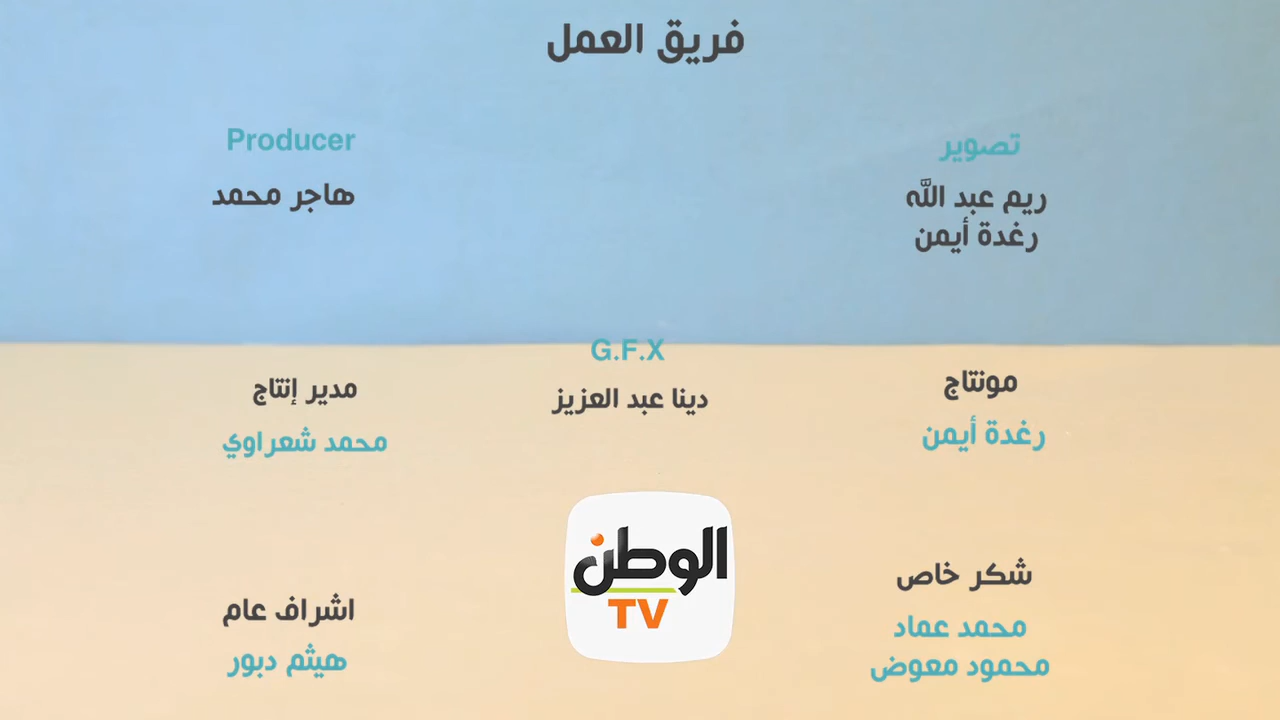 فريق العمل
تصوير
ريم عبد الله
رغدة أيمن
Producer
هاجر محمد
G.F.X
دينا عبد العزيز
مونتاج
رغدة أيمن
مدير إنتاج
محمد شعراوي
الوطن
TV
شكر خاص
محمد عماد
محمود معوض
اشراف عام
هيثم دبور